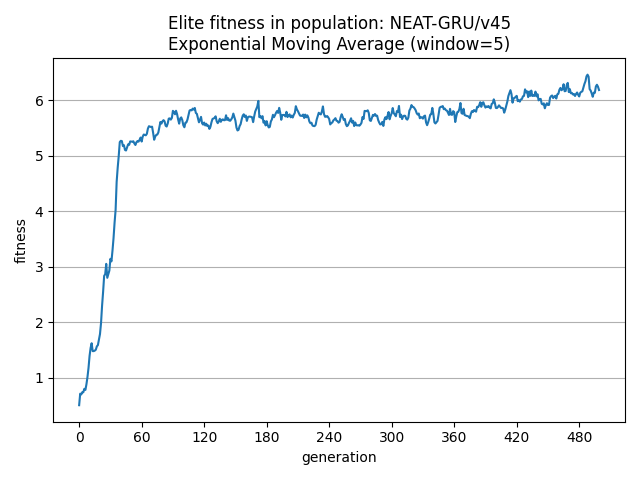 Elite fitness in population: NEAT-GRU/v45
Exponential Moving Average (window=5)
fitness
6
5
4
3
2
1
0 60 120 180 240 300 360 420 480
generation